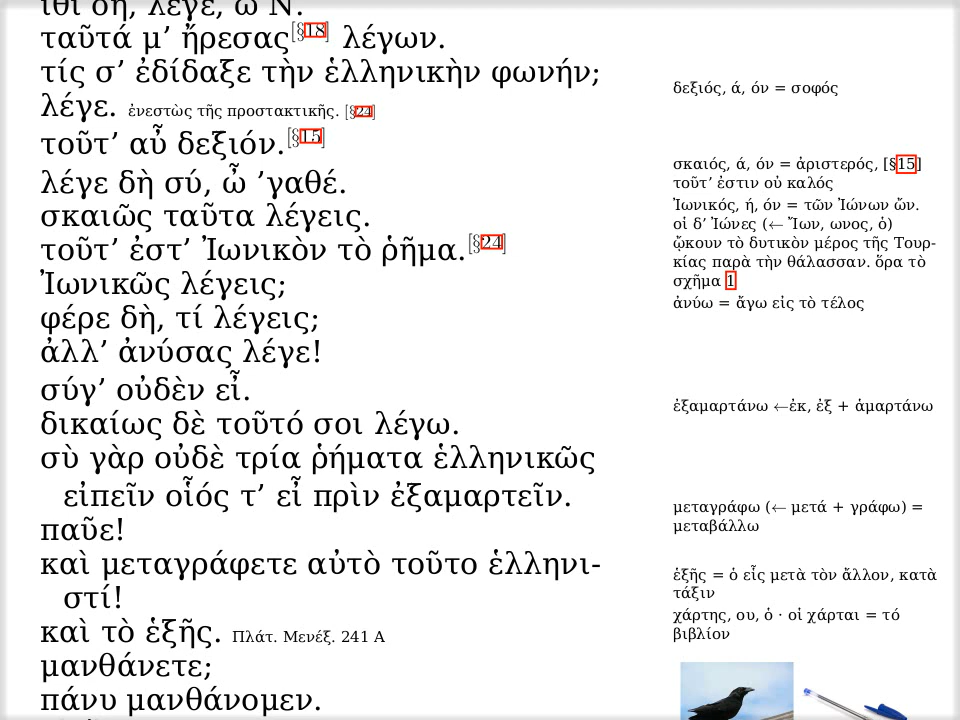 ἴθι δή, λέγε, ὦ Ν.
ταῦτά μ’ ἤρεσας[§18] λέγων.
τίς σ’ ἐδίδαξε τὴν ἑλληνικὴν φωνήν;
λέγε. ἐνεστὼς τῆς προστακτικῆς. [§24]
τοῦτ’ αὖ δεξιόν.[§15]
λέγε δὴ σύ, ὦ ’γαθέ.
σκαιῶς ταῦτα λέγεις.
τοῦτ’ ἐστ’ Ἰωνικὸν τὸ ῥῆμα.[§24]
Ἰωνικῶς λέγεις;
φέρε δὴ, τί λέγεις;
ἀλλ’ ἀνύσας λέγε!
σύγ’ οὐδὲν εἶ.
δικαίως δὲ τοῦτό σοι λέγω.
σὺ γὰρ οὐδὲ τρία ῥήματα ἑλληνικῶς
εἰπεῖν οἷός τ’ εἶ πρὶν ἐξαμαρτεῖν.
παῦε!
καὶ μεταγράφετε αὐτὸ τοῦτο ἑλληνι-
στί!
καὶ τὸ ἑξῆς. Πλάτ. Μενέξ. 241 A
μανθάνετε;
πάνυ μανθάνομεν.
δεξιός, ά, όν = σοφός
σκαιός, ά, όν = ἀριστερός, [§15]
τοῦτ’ ἐστιν οὐ καλός
Ἰωνικός, ή, όν = τῶν Ἰώνων ὤν.
οἱ δ’ Ἰώνες (← Ἴων, ωνος, ὁ)
ᾤκουν τὸ δυτικὸν μέρος τῆς Τουρ-
κίας παρὰ τὴν θάλασσαν. ὅρα τὸ
σχῆμα 1
ἀνύω = ἄγω εἰς τὸ τέλος
ἐξαμαρτάνω ←ἐκ, ἐξ + ἁμαρτάνω
μεταγράφω (← μετά + γράφω) =
μεταβάλλω
ἑξῆς = ὁ εἷς μετὰ τὸν ἄλλον, κατὰ
τάξιν
χάρτης, ου, ὁ · οἱ χάρται = τό
βιβλίον